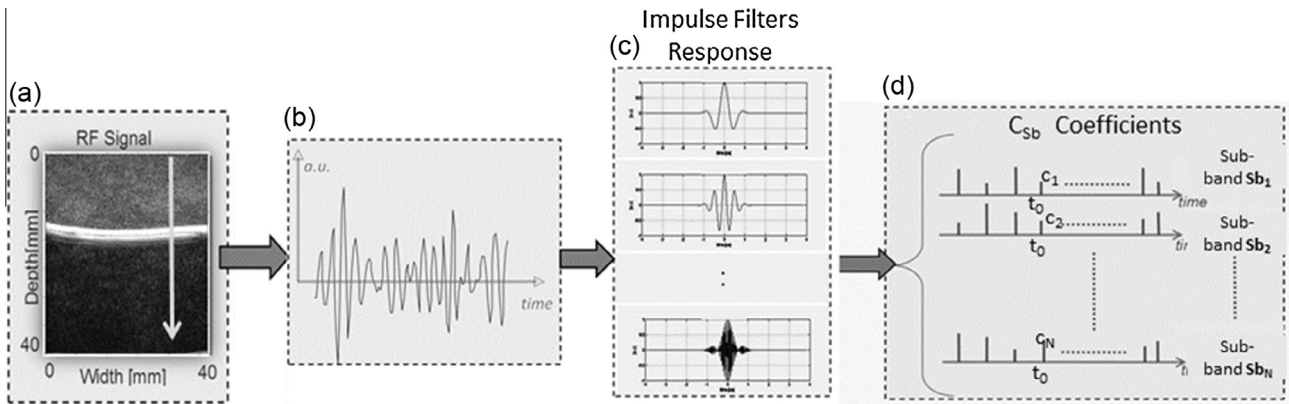 (a)
RF Signal
0
Depth[mm]
40
0
Width [mm]
40
(b)
a.u.
time
Impulse Filters
Response
(c)
(d)
CSb Coefficients
c1
t0
time
Sub-
band Sb1
c2
t0
Sub-
band Sb2
cN
t0
Sub-
band SbN